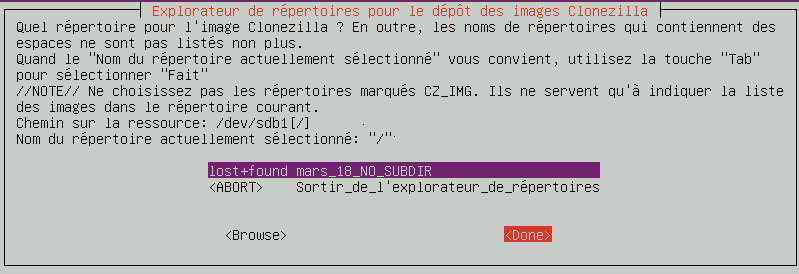 Explorateur de répertoires pour le dépôt des images Clonezilla
Quel répertoire pour l'image Clonezilla ? En outre, les noms de répertoires qui contiennent des
espaces ne sont pas listés non plus.
Quand le "Nom du répertoire actuellement sélectionné" vous convient, utilisez la touche "Tab"
pour sélectionner "Fait"
//NOTE// Ne choisissez pas les répertoires marqués CZ_IMG. Ils ne servent qu'à indiquer la liste
des images dans le répertoire courant.
Chemin sur la ressource: /dev/sdb1[/]
Nom du répertoire actuellement sélectionné: "/"
lost+found mars_18_NO_SUBDIR
<ABORT> Sortir_de_l'explorateur_de_répertoires
<Browse> <Done>